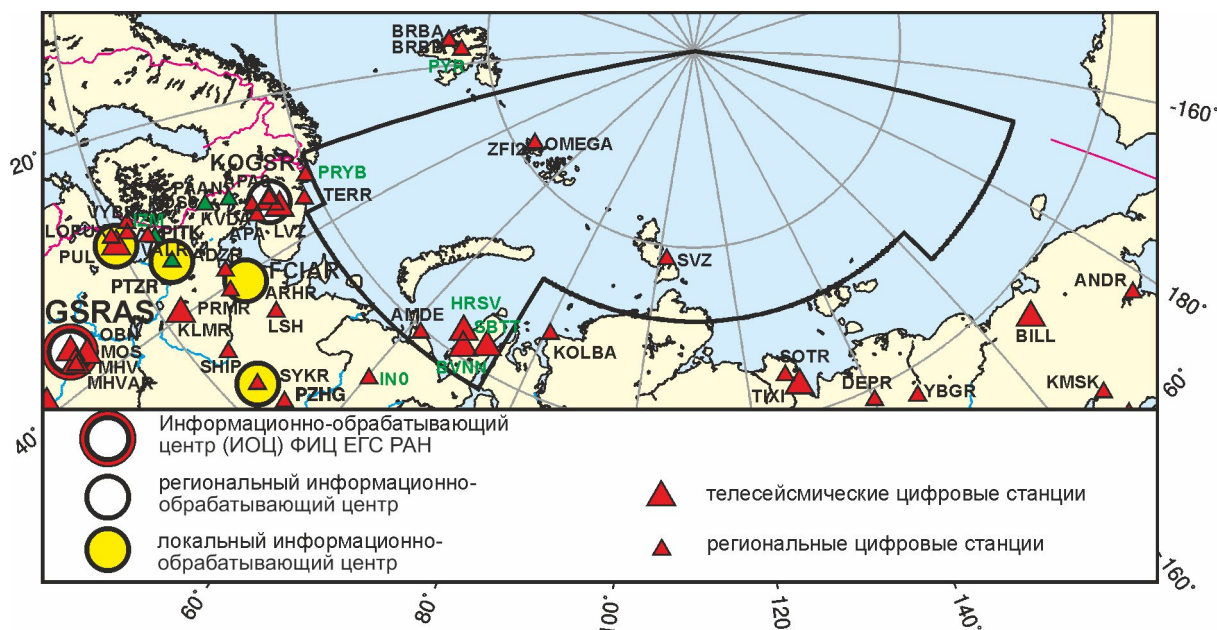 BRBA
BRBB
PYR
-160°
ZFI2
OMEGA
20°
KOGSR
PRYB
TERR
KVDA
APA
LVZ
LOPU
PITK
PUL
VALR
ADZR
SVZ
FCIAR
PTZR
ARHR
ANDR
180°
HRSV
GSRAS
PRMR
AMDE
SBTT
KLMR
LSH
OBN
BILL
MOS
KOLBA
MHV
BVNN
SOTR
MHVAR
SHIP
SYKR
IN0
DEPR
YBGR
KMSK
60°
TIXI
PZHG
40°
Информационно-обрабатывающий
центр (ИОЦ) ФИЦ ЕГС РАН
региональный информационно-
обрабатывающий центр
телесейсмические цифровые станции
локальный информационно-
обрабатывающий центр
региональные цифровые станции
160°
60°
80°
100°
120°
140°